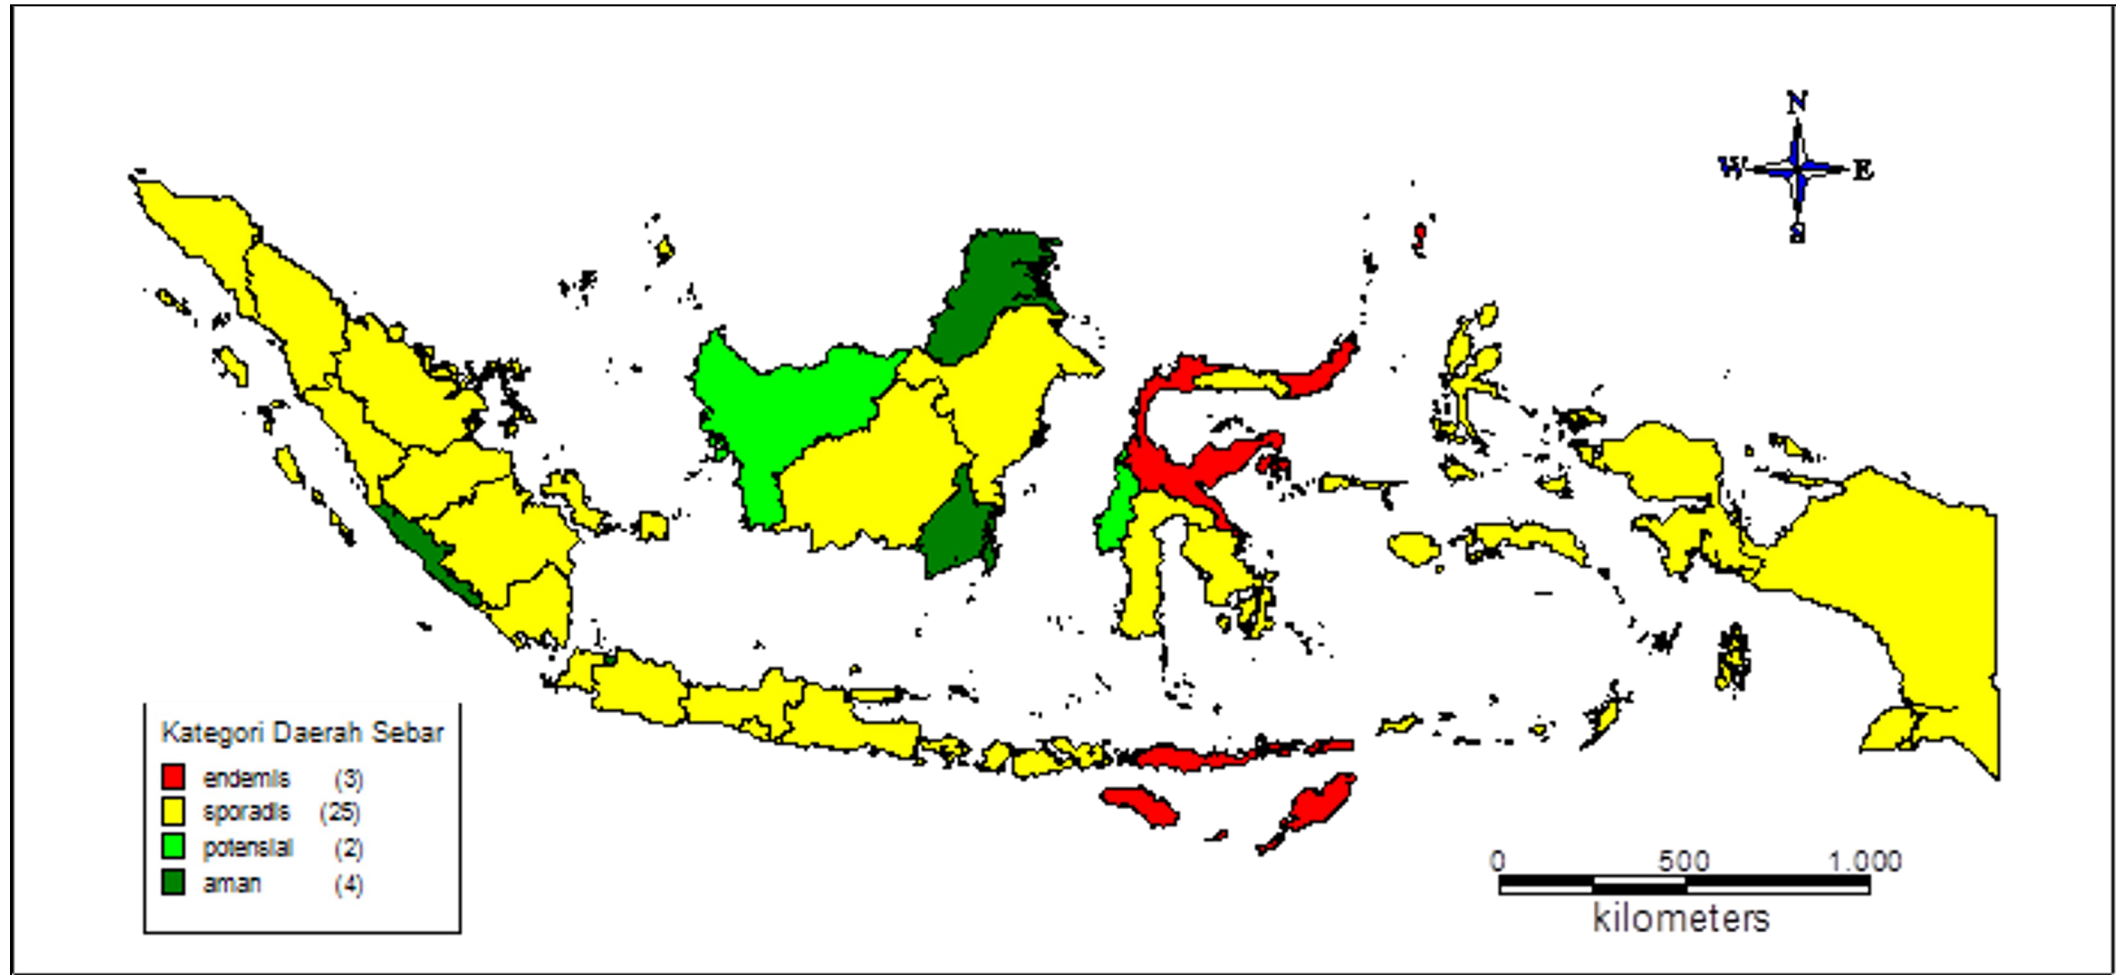 N
W E
S
Kategori Daerah Sebar
endemis (3)
sporadis (25)
potensial (2)
aman (4)
0 500 1.000
kilometers